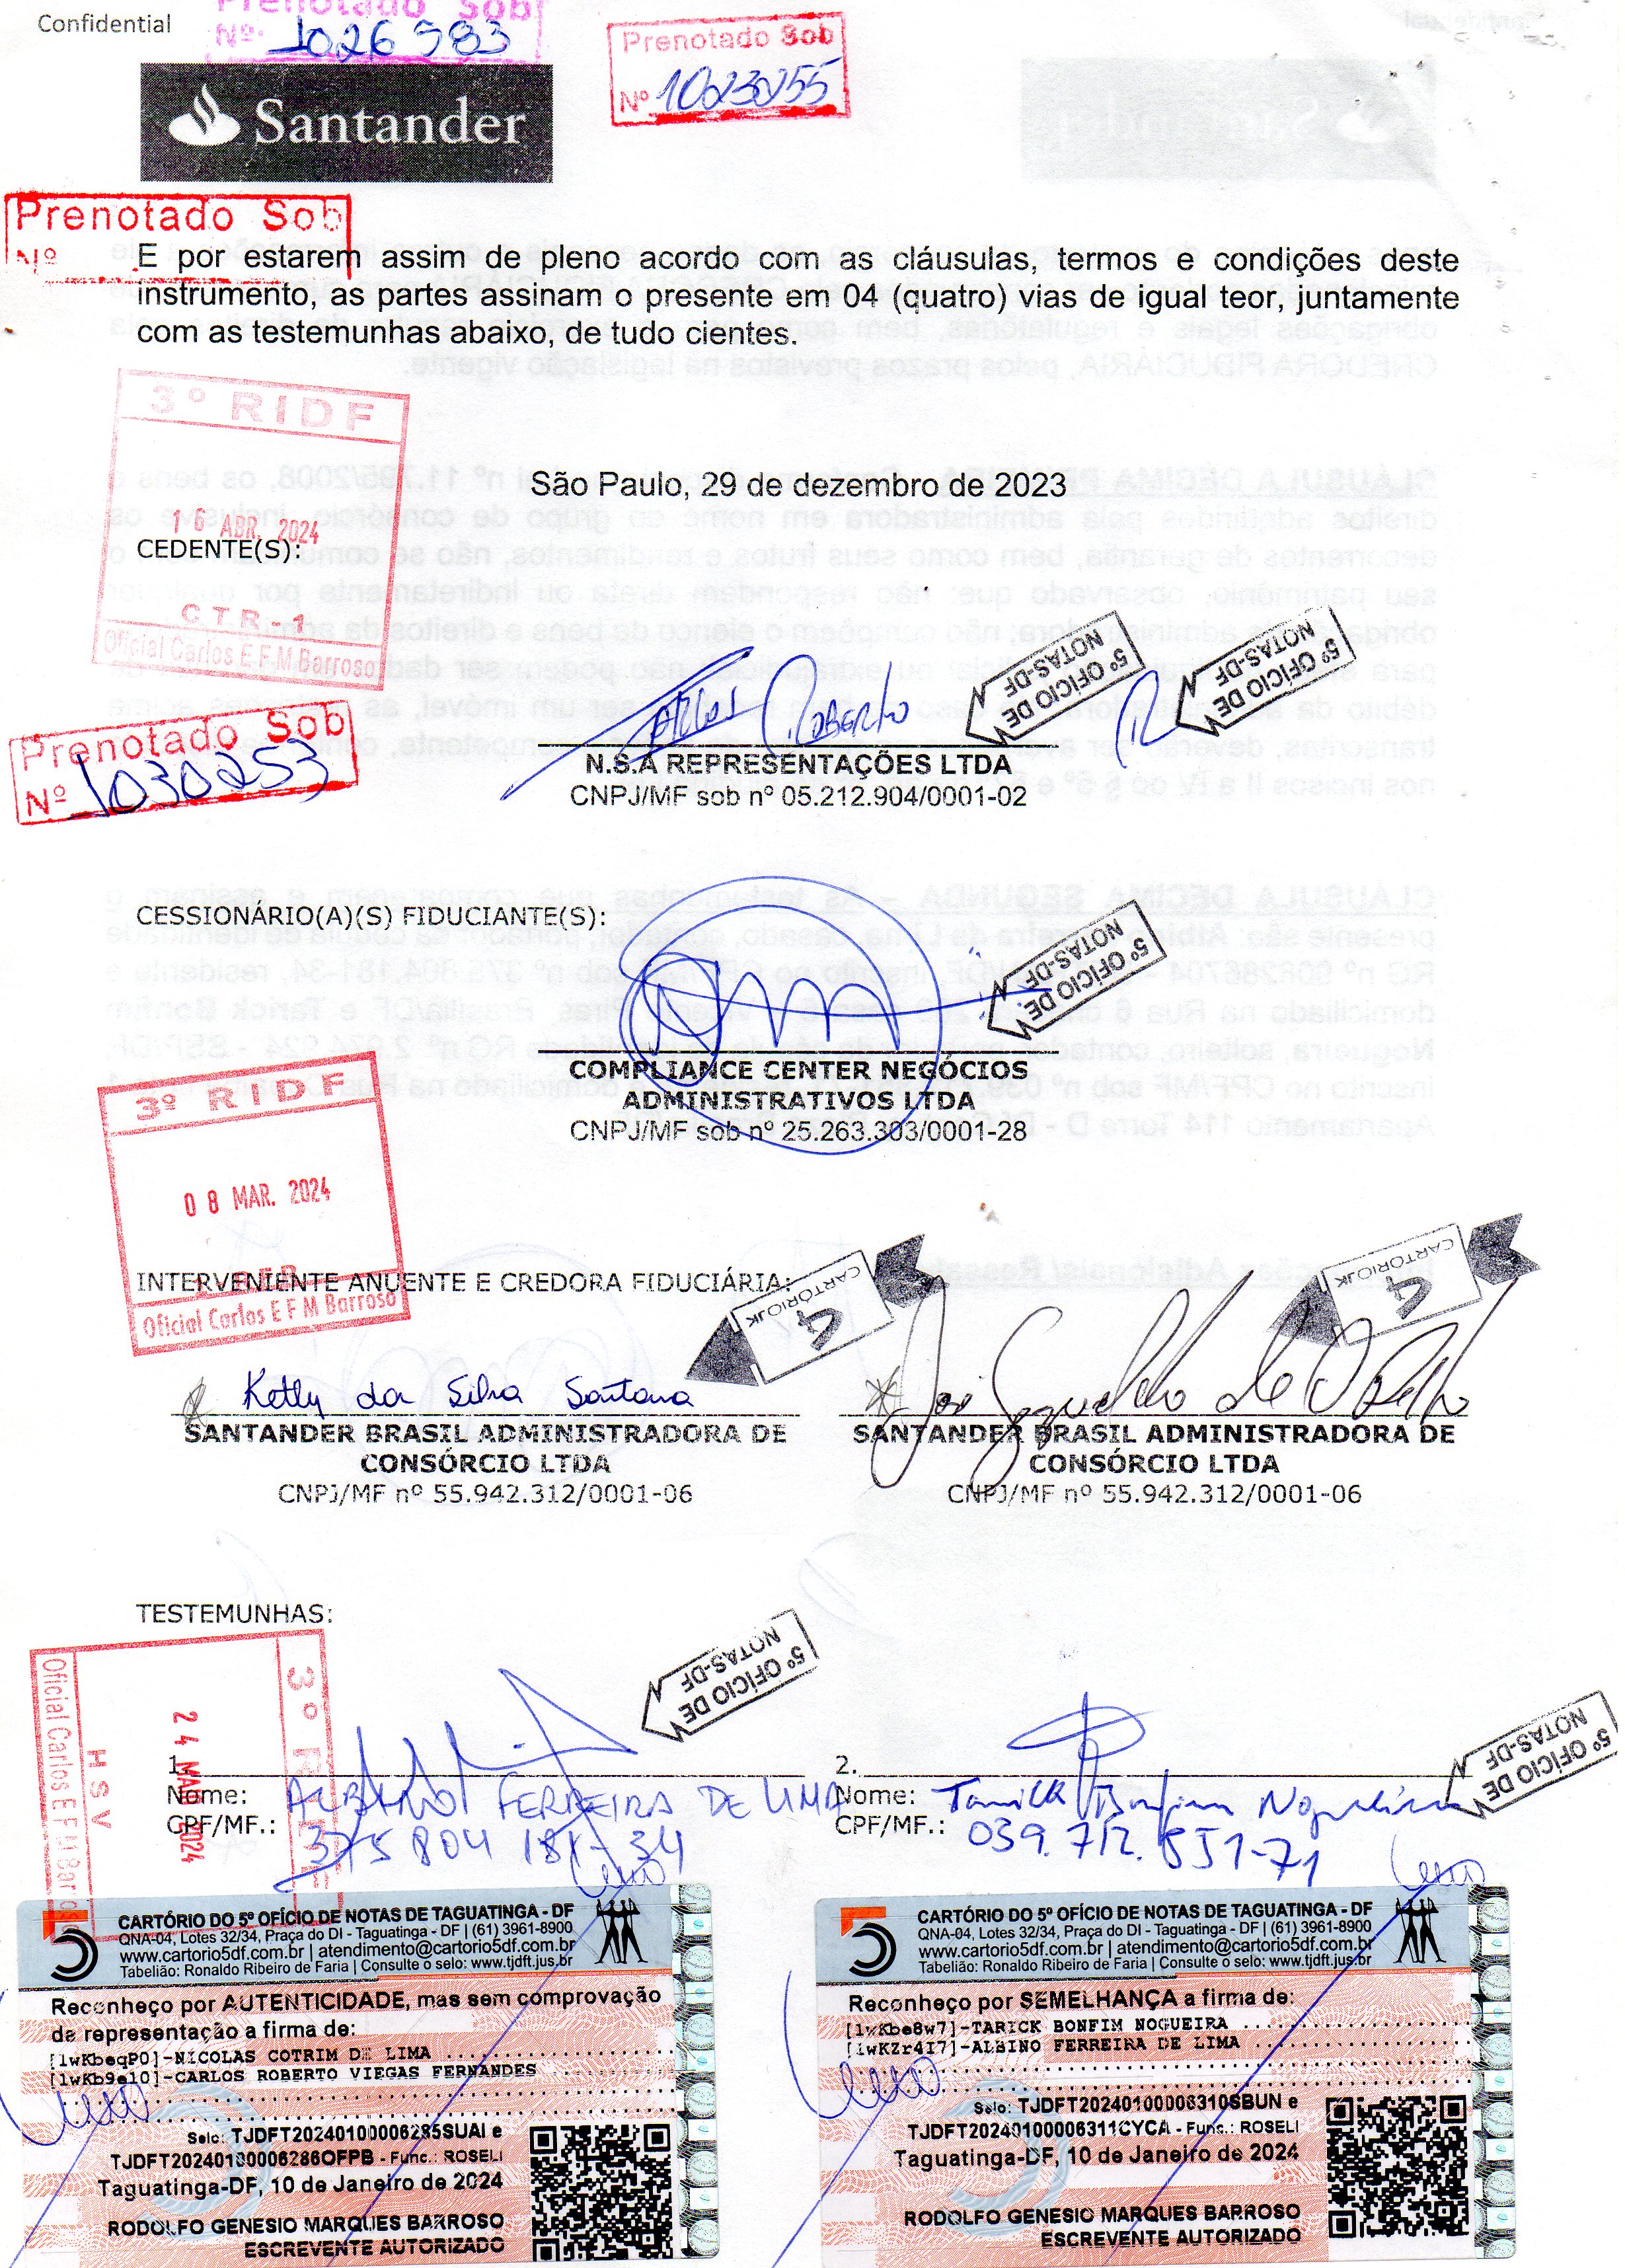 Confidential
Prenotado Sob
Nº 1026983
Prenotado Sob
Nº 1023255
Santander
Prenotado Sob
Nº
E por estarem assim de pleno acordo com as cláusulas, termos e condições deste
instrumento, as partes assinam o presente em 04 (quatro) vias de igual teor, juntamente
com as testemunhas abaixo, de tudo cientes.
3º RIDF
São Paulo, 29 de dezembro de 2023
16 ABR. 2024
CEDENTE(S):
CTR-1
Oficial Carlos E F M Barroso
5º OFÍCIO DE
NOTAS-DF
5º OFÍCIO DE
NOTAS-DF
Carlos Roberto
Prenotado Sob
Nº 1030253
N.S.A REPRESENTAÇÕES LTDA
CNPJ/MF sob nº 05.212.904/0001-02
CESSIONÁRIO(A)(S) FIDUCIANTE(S):
5º OFÍCIO DE
NOTAS-DF
COMPLIANCE CENTER NEGÓCIOS
ADMINISTRATIVOS LTDA
CNPJ/MF sob nº 25.263.303/0001-28
3º RIDF
08 MAR. 2024
INTERVENIENTE ANUENTE E CREDORA FIDUCIÁRIA:
Oficial Carlos E F M Barroso
4 CARTÓRIOJK
4 CARTÓRIOJK
Ketly da Silva Santana
SANTANDER BRASIL ADMINISTRADORA DE
CONSÓRCIO LTDA
CNPJ/MF nº 55.942.312/0001-06
SANTANDER BRASIL ADMINISTRADORA DE
CONSÓRCIO LTDA
CNPJ/MF nº 55.942.312/0001-06
TESTEMUNHAS:
5º OFÍCIO DE
NOTAS-DF
3º R
24 2024
HSV
Oficial Carlos E F M Barro
1.
Nome: ALBINO FERREIRA DE LIMA
CPF/MF.: 375 804 181-34
2.
Nome: Tarick Bonfim Nogueira
CPF/MF.: 039.712.851-71
5º OFÍCIO DE
NOTAS-DF
5
CARTÓRIO DO 5º OFÍCIO DE NOTAS DE TAGUATINGA - DF
QNA-04, Lotes 32/34, Praça do DI - Taguatinga - DF | (61) 3961-8900
www.cartorio5df.com.br | atendimento@cartorio5df.com.br
Tabelião: Ronaldo Ribeiro de Faria | Consulte o selo: www.tjdft.jus.br
Reconheço por AUTENTICIDADE, mas sem comprovação
da representação a firma de:
[1wKbeqP0]-NICOLAS COTRIM DE LIMA
[1wKb9e10]-CARLOS ROBERTO VIEGAS FERNANDES
Selo: TJDFT20240100006285SUAI e
TJDFT20240100006286OFPB - Func.: ROSELI
Taguatinga-DF, 10 de Janeiro de 2024
RODOLFO GENESIO MARQUES BARROSO
ESCREVENTE AUTORIZADO
5
CARTÓRIO DO 5º OFÍCIO DE NOTAS DE TAGUATINGA - DF
QNA-04, Lotes 32/34, Praça do DI - Taguatinga - DF | (61) 3961-8900
www.cartorio5df.com.br | atendimento@cartorio5df.com.br
Tabelião: Ronaldo Ribeiro de Faria | Consulte o selo: www.tjdft.jus.br
Reconheço por SEMELHANÇA a firma de:
[1wKbe8w7]-TARICK BONFIM NOGUEIRA
[1wKZr4I7]-ALBINO FERREIRA DE LIMA
Selo: TJDFT20240100006310SBUN e
TJDFT20240100006311CYCA - Func.: ROSELI
Taguatinga-DF, 10 de Janeiro de 2024
RODOLFO GENESIO MARQUES BARROSO
ESCREVENTE AUTORIZADO